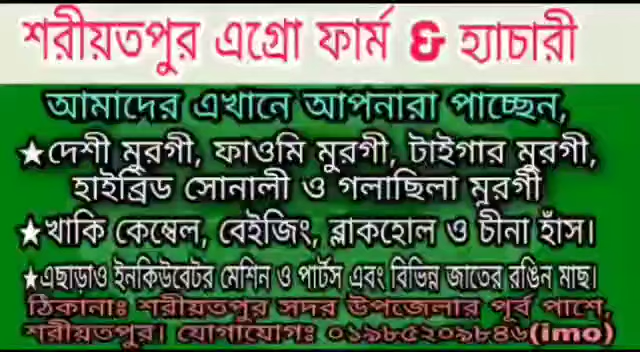 শরীয়তপুর এগ্রো ফার্ম & হ্যাচারী
আমাদের এখানে আপনারা পাচ্ছেন,
★দেশী মুরগী, ফাওমি মুরগী, টাইগার মুরগী,
হাইব্রিড সোনালী ও গলাছিলা মুরগী
★খাকি কেম্বেল, বেইজিং, ব্লাকহোল ও চীনা হাঁস।
★এছাড়াও ইনকিউবেটর মেশিন ও পার্টস এবং বিভিন্ন জাতের রঙিন মাছ।
ঠিকানাঃ শরীয়তপুর সদর উপজেলার পূর্ব পাশে,
শরীয়তপুর। যোগাযোগঃ ০১৯৮৫২০৯৮৪৬(imo)